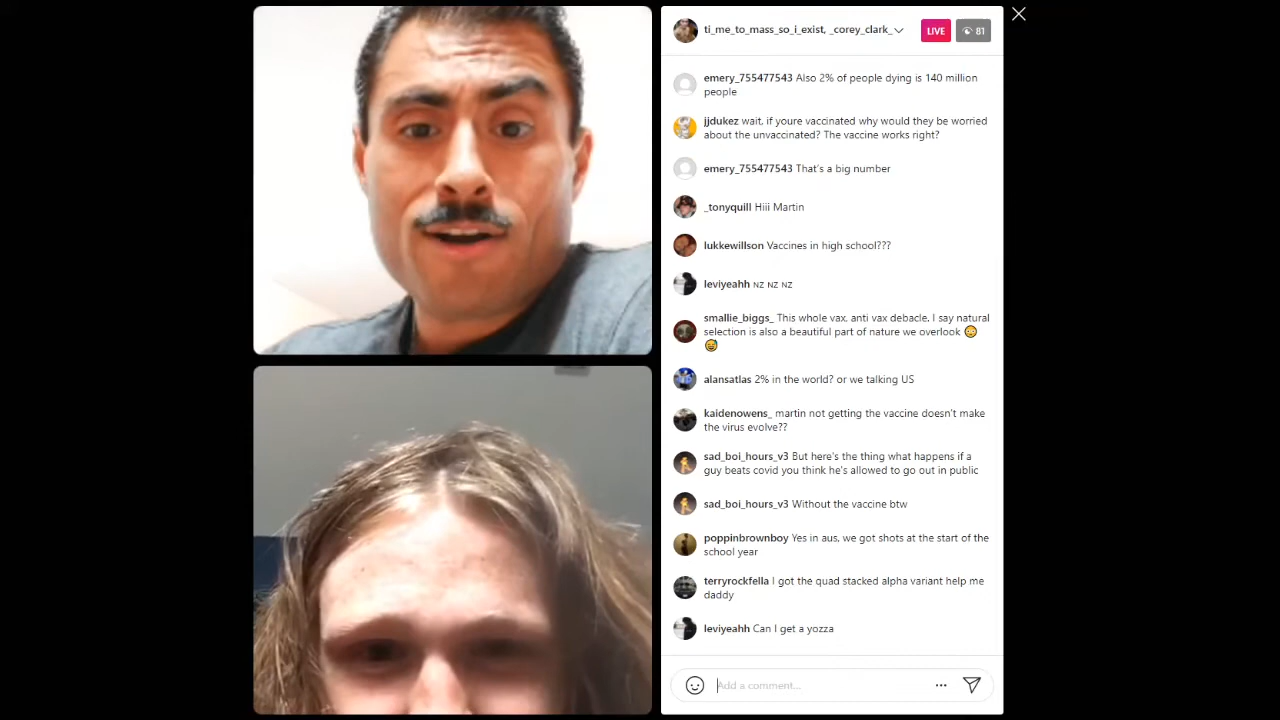 ti_me_to_mass_so_i_exist, _corey_clark_
LIVE
81
emery_755477543 Also 2% of people dying is 140 million
people
jjdukez wait, if youre vaccinated why would they be worried
about the unvaccinated? The vaccine works right?
emery_755477543 That's a big number
_tonyquill Hiii Martin
lukkewillson Vaccines in high school???
leviyeahh NZ NZ NZ
smallie_biggs_ This whole vax, anti vax debacle, I say natural
selection is also a beautiful part of nature we overlook 😳
😅
alansatlas 2% in the world? or we talking US
kaidenowens_ martin not getting the vaccine doesn't make
the virus evolve??
sad_boi_hours_v3 But here's the thing what happens if a
guy beats covid you think he's allowed to go out in public
sad_boi_hours_v3 Without the vaccine btw
poppinbrownboy Yes in aus, we got shots at the start of the
school year
terryrockfella I got the quad stacked alpha variant help me
daddy
leviyeahh Can I get a yozza
Add a comment...